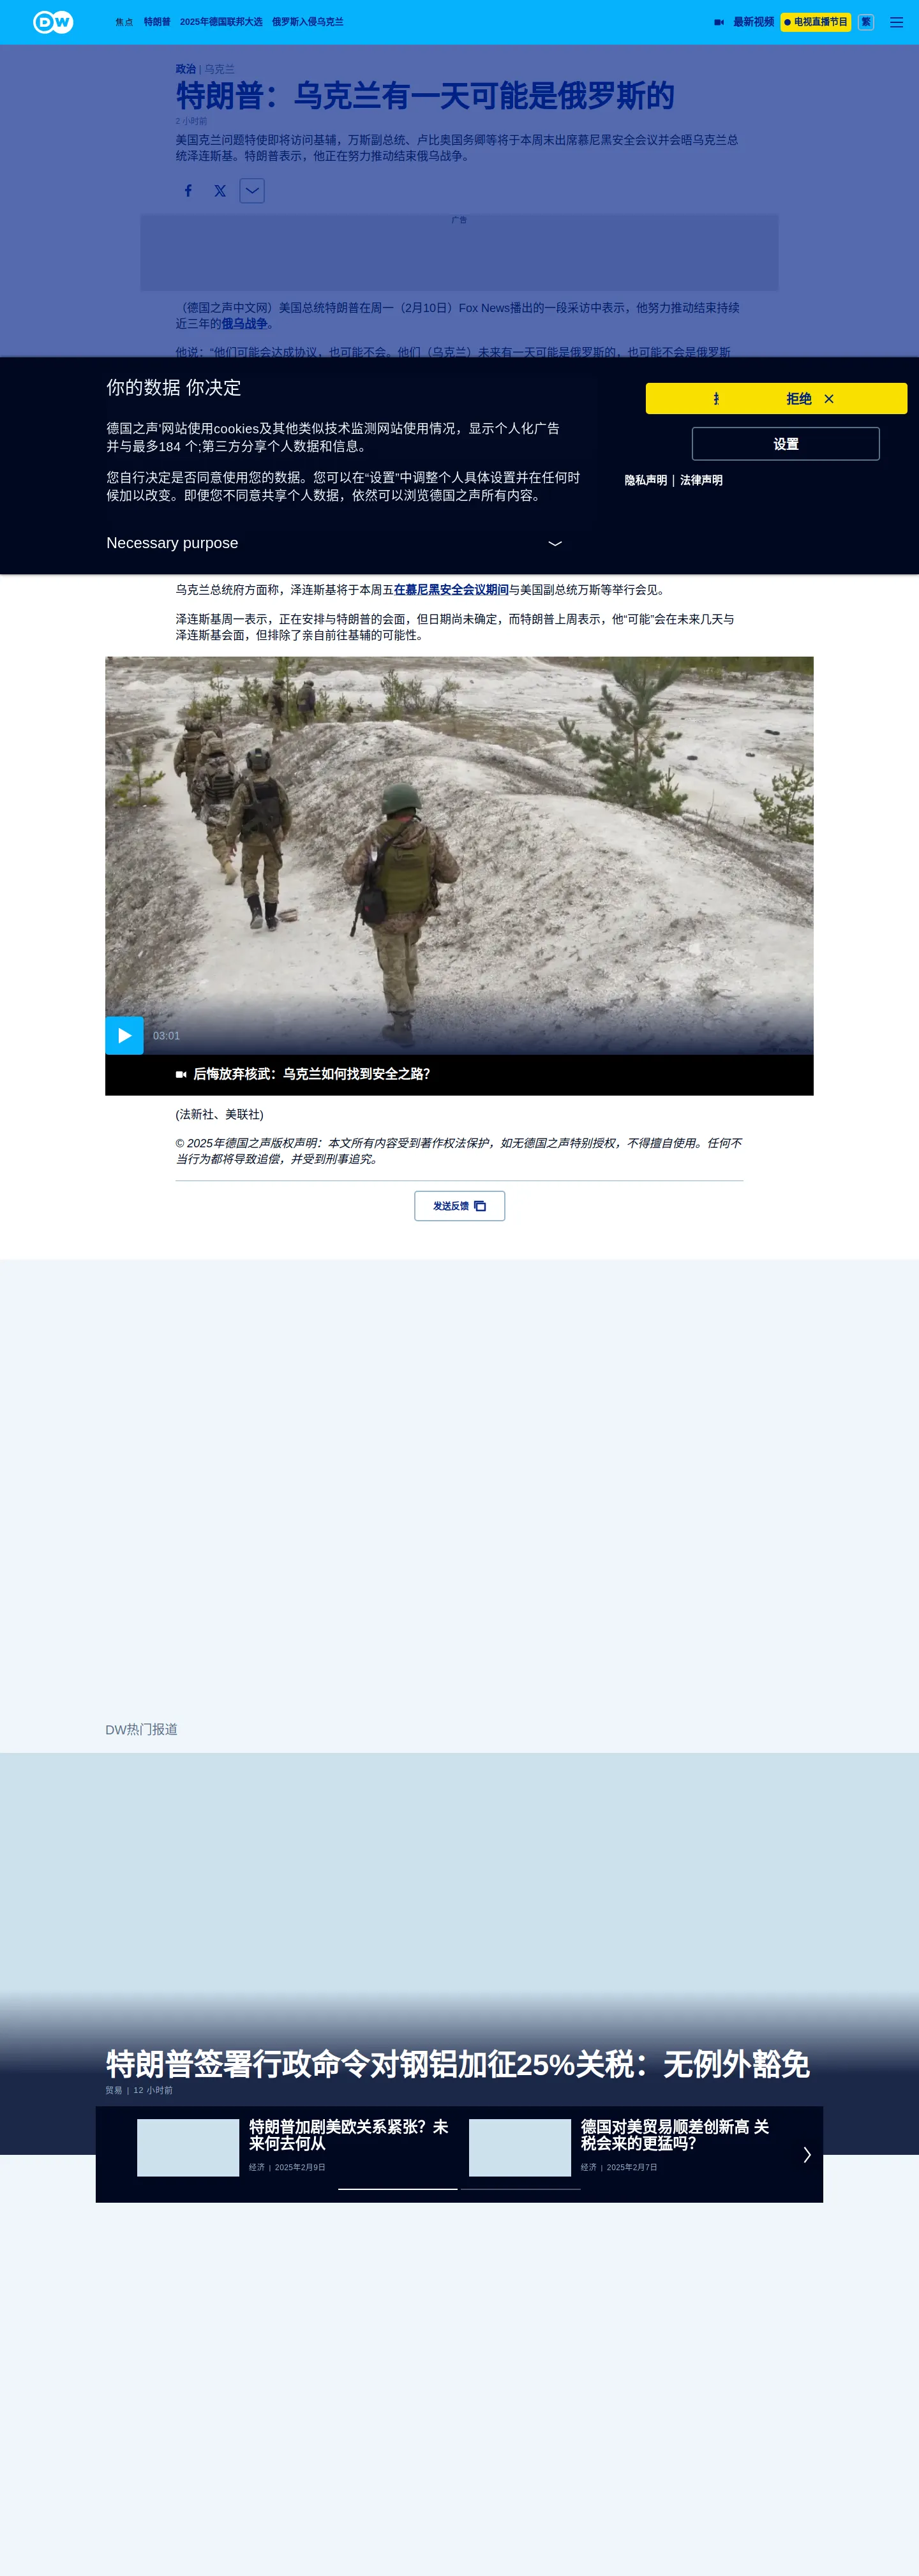 DW
焦点 特朗普 2025年德国联邦大选 俄罗斯入侵乌克兰
最新视频 电视直播节目 繁
政治 | 乌克兰
特朗普：乌克兰有一天可能是俄罗斯的
2 小时前
美国克兰问题特使即将访问基辅，万斯副总统、卢比奥国务卿等将于本周末出席慕尼黑安全会议并会晤乌克兰总
统泽连斯基。特朗普表示，他正在努力推动结束俄乌战争。
广告
（德国之声中文网）美国总统特朗普在周一（2月10日）Fox News播出的一段采访中表示，他努力推动结束持续
近三年的俄乌战争。
他说：“他们可能会达成协议，也可能不会。他们（乌克兰）未来有一天可能是俄罗斯的，也可能不会是俄罗斯
你的数据 你决定
德国之声'网站使用cookies及其他类似技术监测网站使用情况，显示个人化广告
并与最多184 个;第三方分享个人数据和信息。
您自行决定是否同意使用您的数据。您可以在“设置“中调整个人具体设置并在任何时
候加以改变。即便您不同意共享个人数据，依然可以浏览德国之声所有内容。
Necessary purpose
拒绝
设置
隐私声明 | 法律声明
乌克兰总统府方面称，泽连斯基将于本周五在慕尼黑安全会议期间与美国副总统万斯等举行会见。
泽连斯基周一表示，正在安排与特朗普的会面，但日期尚未确定，而特朗普上周表示，他“可能”会在未来几天与
泽连斯基会面，但排除了亲自前往基辅的可能性。
03:01
后悔放弃核武：乌克兰如何找到安全之路？
(法新社、美联社)
© 2025年德国之声版权声明：本文所有内容受到著作权法保护，如无德国之声特别授权，不得擅自使用。任何不
当行为都将导致追偿，并受到刑事追究。
发送反馈
DW热门报道
特朗普签署行政命令对钢铝加征25%关税：无例外豁免
贸易 | 12 小时前
特朗普加剧美欧关系紧张？未
来何去何从
经济 | 2025年2月9日
德国对美贸易顺差创新高 关
税会来的更猛吗？
经济 | 2025年2月7日